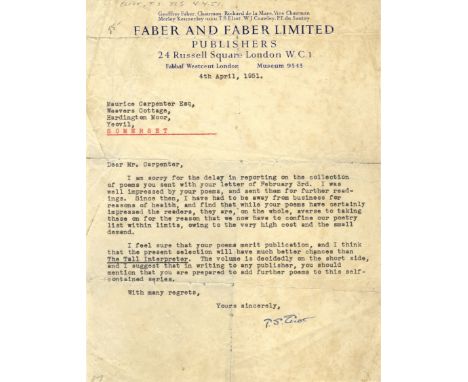 ELIOT, T.S. TLS 4.4.51.
Geoffrey Faber, Chairman Richard de la Mare, Vice Chairman
Morley Kennerley (USA) T.S.Eliot W.J.Crawley P.F.du Sautoy
FABER AND FABER LIMITED
PUBLISHERS
24 Russell Square London W C 1
Fabbaf Westcent London Museum 9543
4th April, 1951.
Maurice Carpenter Esq,
Weavers Cottage,
Hardington Moor,
Yeovil,
SOMERSET
Dear Mr. Carpenter,
I am sorry for the delay in reporting on the collection
of poems you sent with your letter of February 3rd. I was
well impressed by your poems, and sent them for further read-
ings. Since then, I have had to be away from business for
reasons of health, and find that while your poems have certainly
impressed the readers, they are, on the whole, averse to taking
these on for the reason that we now have to confine our poetry
list within limits, owing to the very high cost and the small
demand.
I feel sure that your poems merit publication, and I think
that the present selection will have much better chances than
The Tall Interpreter. The volume is decidedly on the short side,
and I suggest that in writing to any publisher, you should
mention that you are prepared to add further poems to this self-
contained series.
With many regrets,
Yours sincerely,
T S Eliot